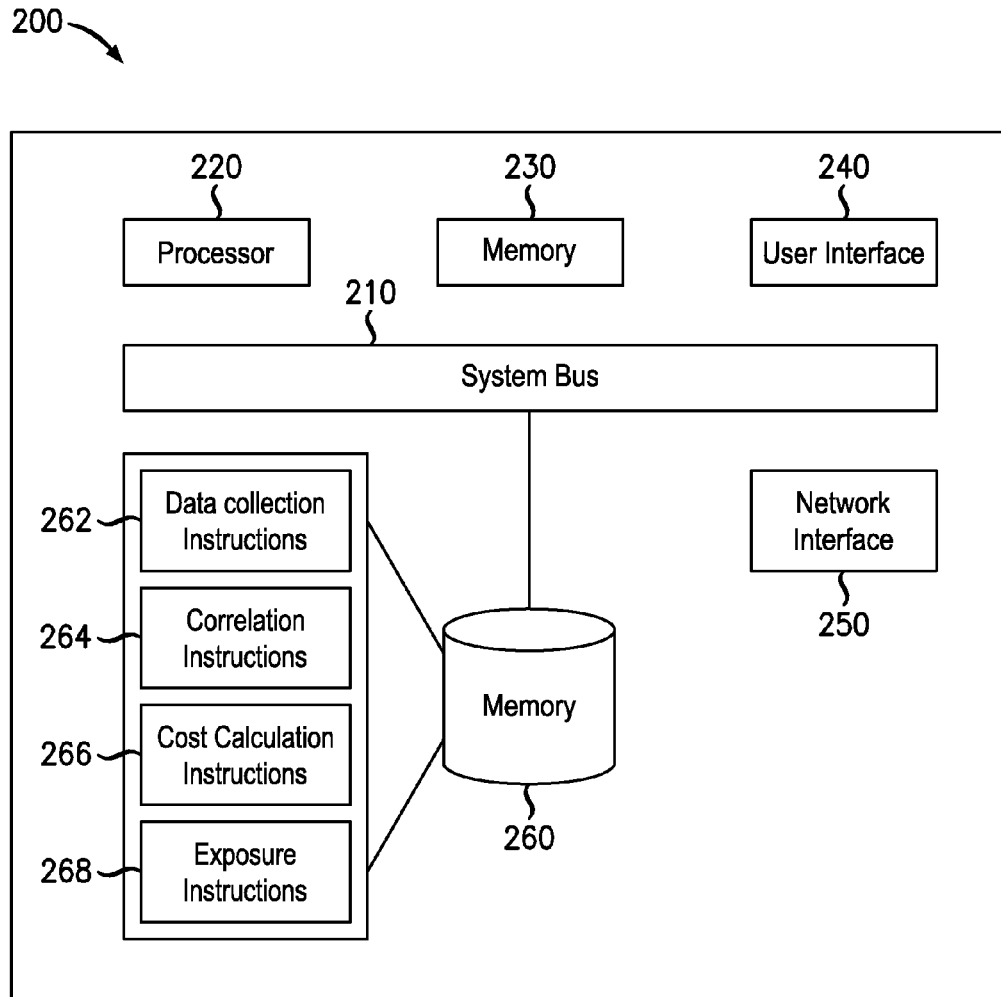 200
220
230
240
Processor
Memory
User Interface
210
System Bus
262
Data collection
Instructions
264
Correlation
Instructions
266
Cost Calculation
Instructions
268
Exposure
Instructions
Memory
260
Network
Interface
250